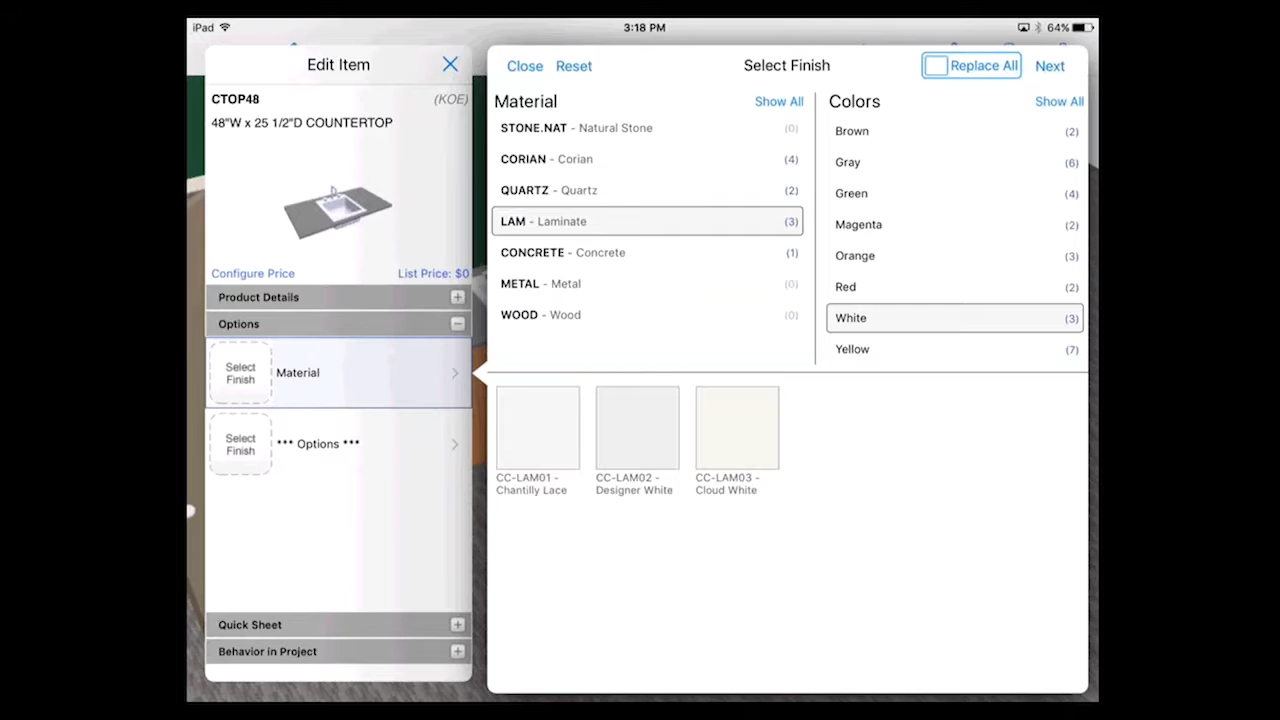 iPad
3:18 PM
64%
Edit Item
CTOP48
(KOE)
48"W x 25 1/2"D COUNTERTOP
Configure Price
List Price: $0
Product Details
Options
Select
Finish
Material
Select
Finish
*** Options ***
Quick Sheet
Behavior in Project
Close
Reset
Select Finish
Replace All
Next
Material
Show All
STONE.NAT - Natural Stone (0)
CORIAN - Corian (4)
QUARTZ - Quartz (2)
LAM - Laminate (3)
CONCRETE - Concrete (1)
METAL - Metal (0)
WOOD - Wood (0)
Colors
Show All
Brown (2)
Gray (6)
Green (4)
Magenta (2)
Orange (3)
Red (2)
White (3)
Yellow (7)
CC-LAM01 -
Chantilly Lace
CC-LAM02 -
Designer White
CC-LAM03 -
Cloud White